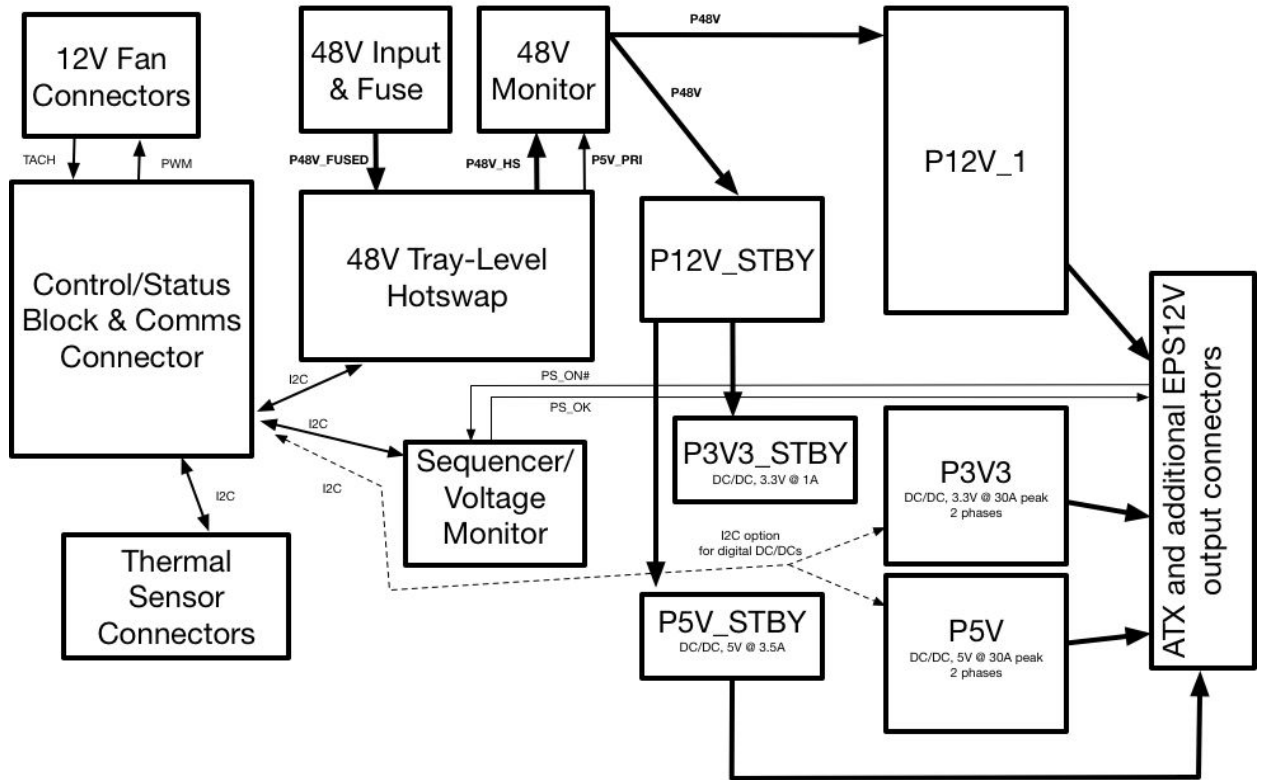 12V Fan
Connectors
48V Input
& Fuse
48V
Monitor
P48V
P48V
P12V_1
TACH
PWM
P48V_FUSED
P48V_HS
P5V_PRI
Control/Status
Block & Comms
Connector
48V Tray-Level
Hotswap
P12V_STBY
I2C
I2C
I2C
I2C
PS_ON#
PS_OK
Sequencer/
Voltage
Monitor
P3V3_STBY
DC/DC, 3.3V @ 1A
P3V3
DC/DC, 3.3V @ 30A peak
2 phases
I2C option
for digital DC/DCs
Thermal
Sensor
Connectors
P5V_STBY
DC/DC, 5V @ 3.5A
P5V
DC/DC, 5V @ 30A peak
2 phases
ATX and additional EPS12V
output connectors